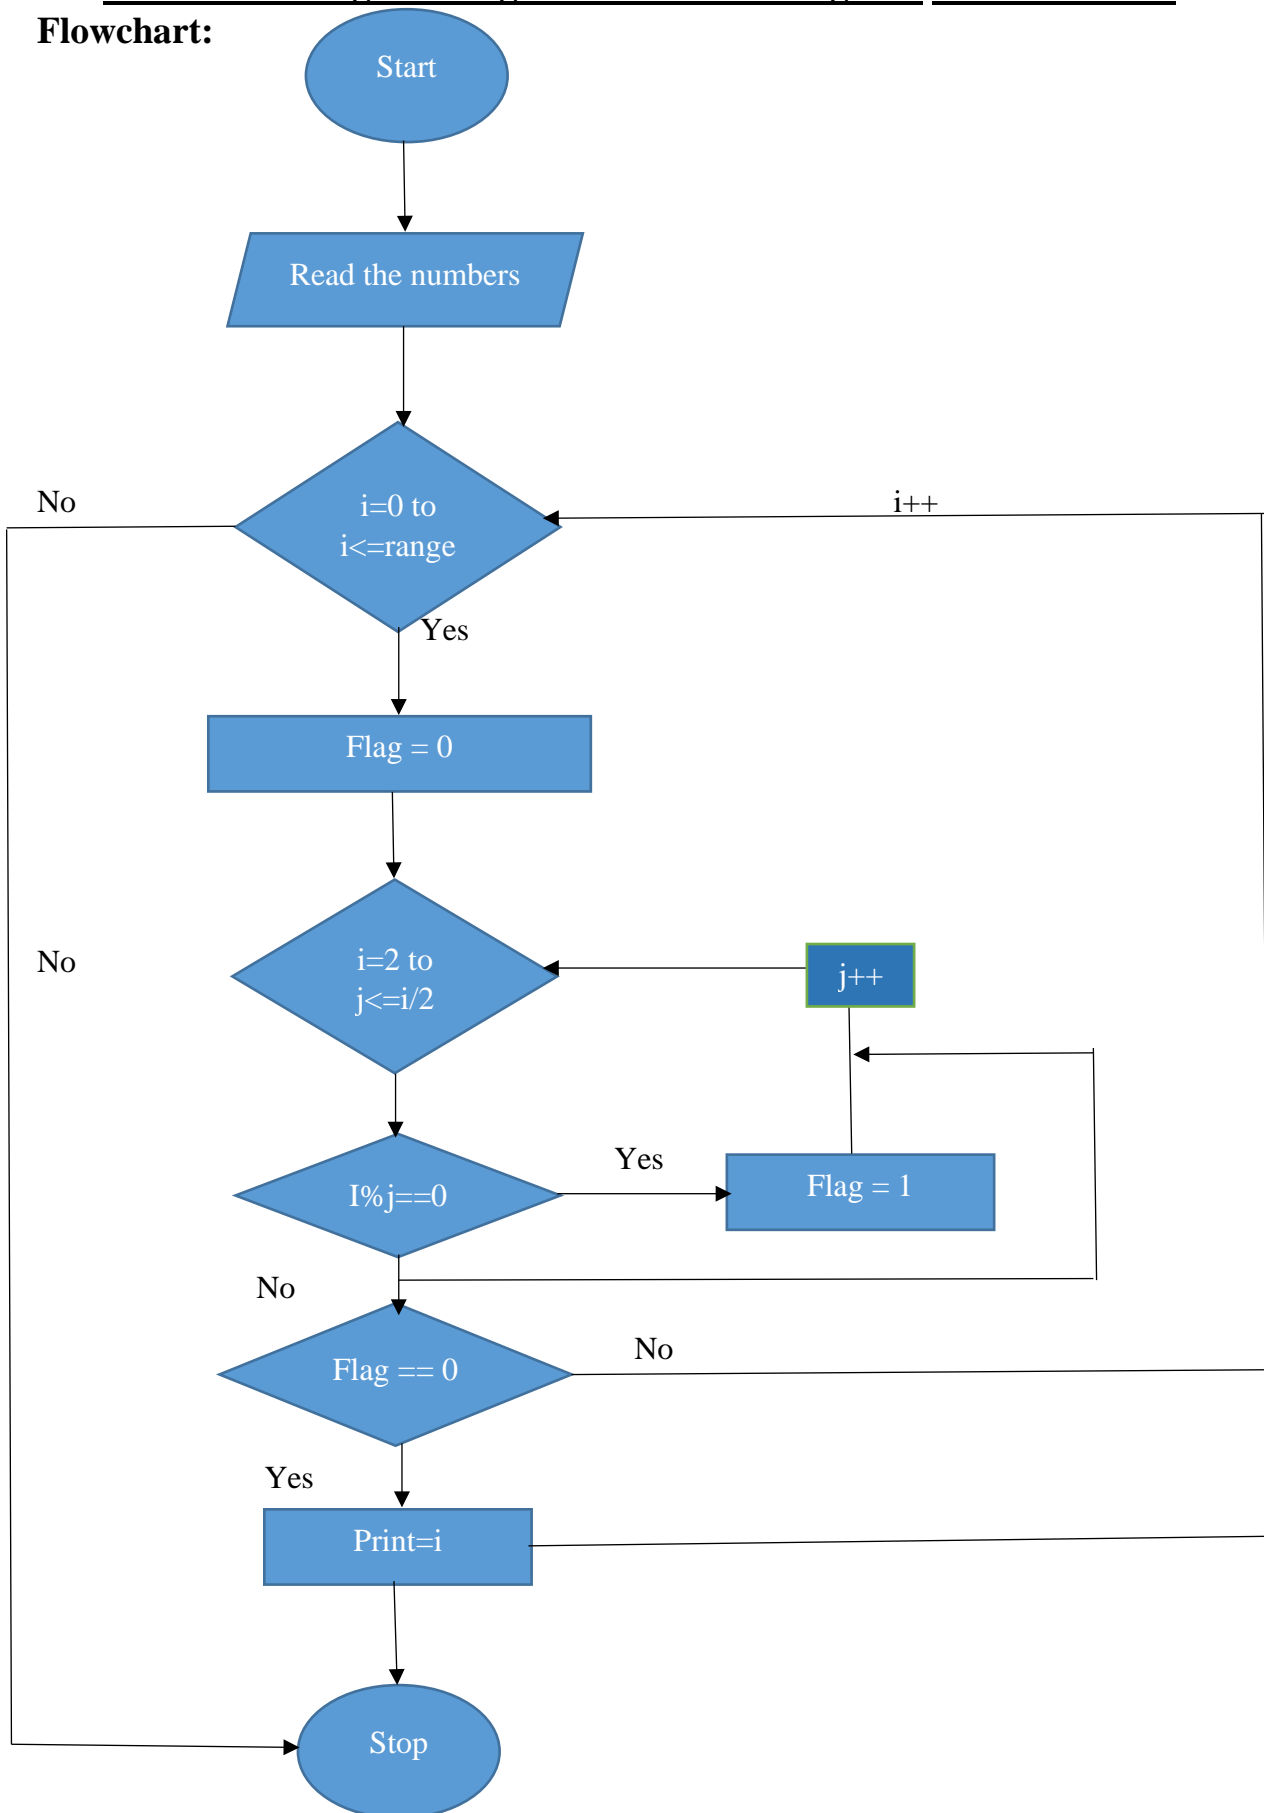 Flowchart:
Start
Read the numbers
No
i=0 to
i<=range
i++
Yes
Flag = 0
No
i=2 to
j<=i/2
j++
I%j==0
Yes
Flag = 1
No
Flag == 0
No
Yes
Print=i
Stop